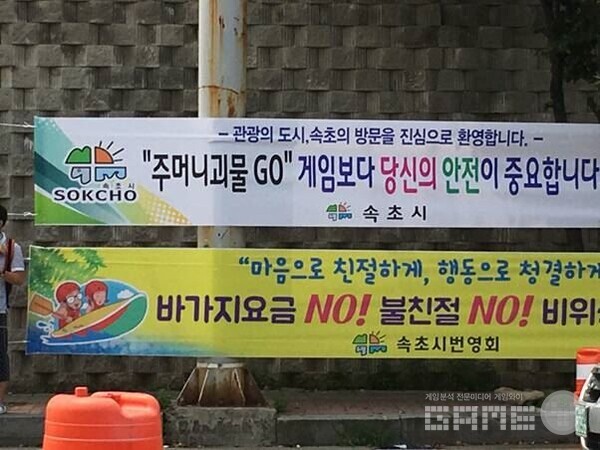 - 관광의 도시,속초의 방문을 진심으로 환영합니다. -
"주머니괴물 GO" 게임보다 당신의 안전이 중요합니다
속초시
SOKCHO
속초시
"마음으로 친절하게, 행동으로 청결하게
바가지요금 NO! 불친절 NO! 비위
속초시번영회
게임분석 전문미디어 게임와이
GAME